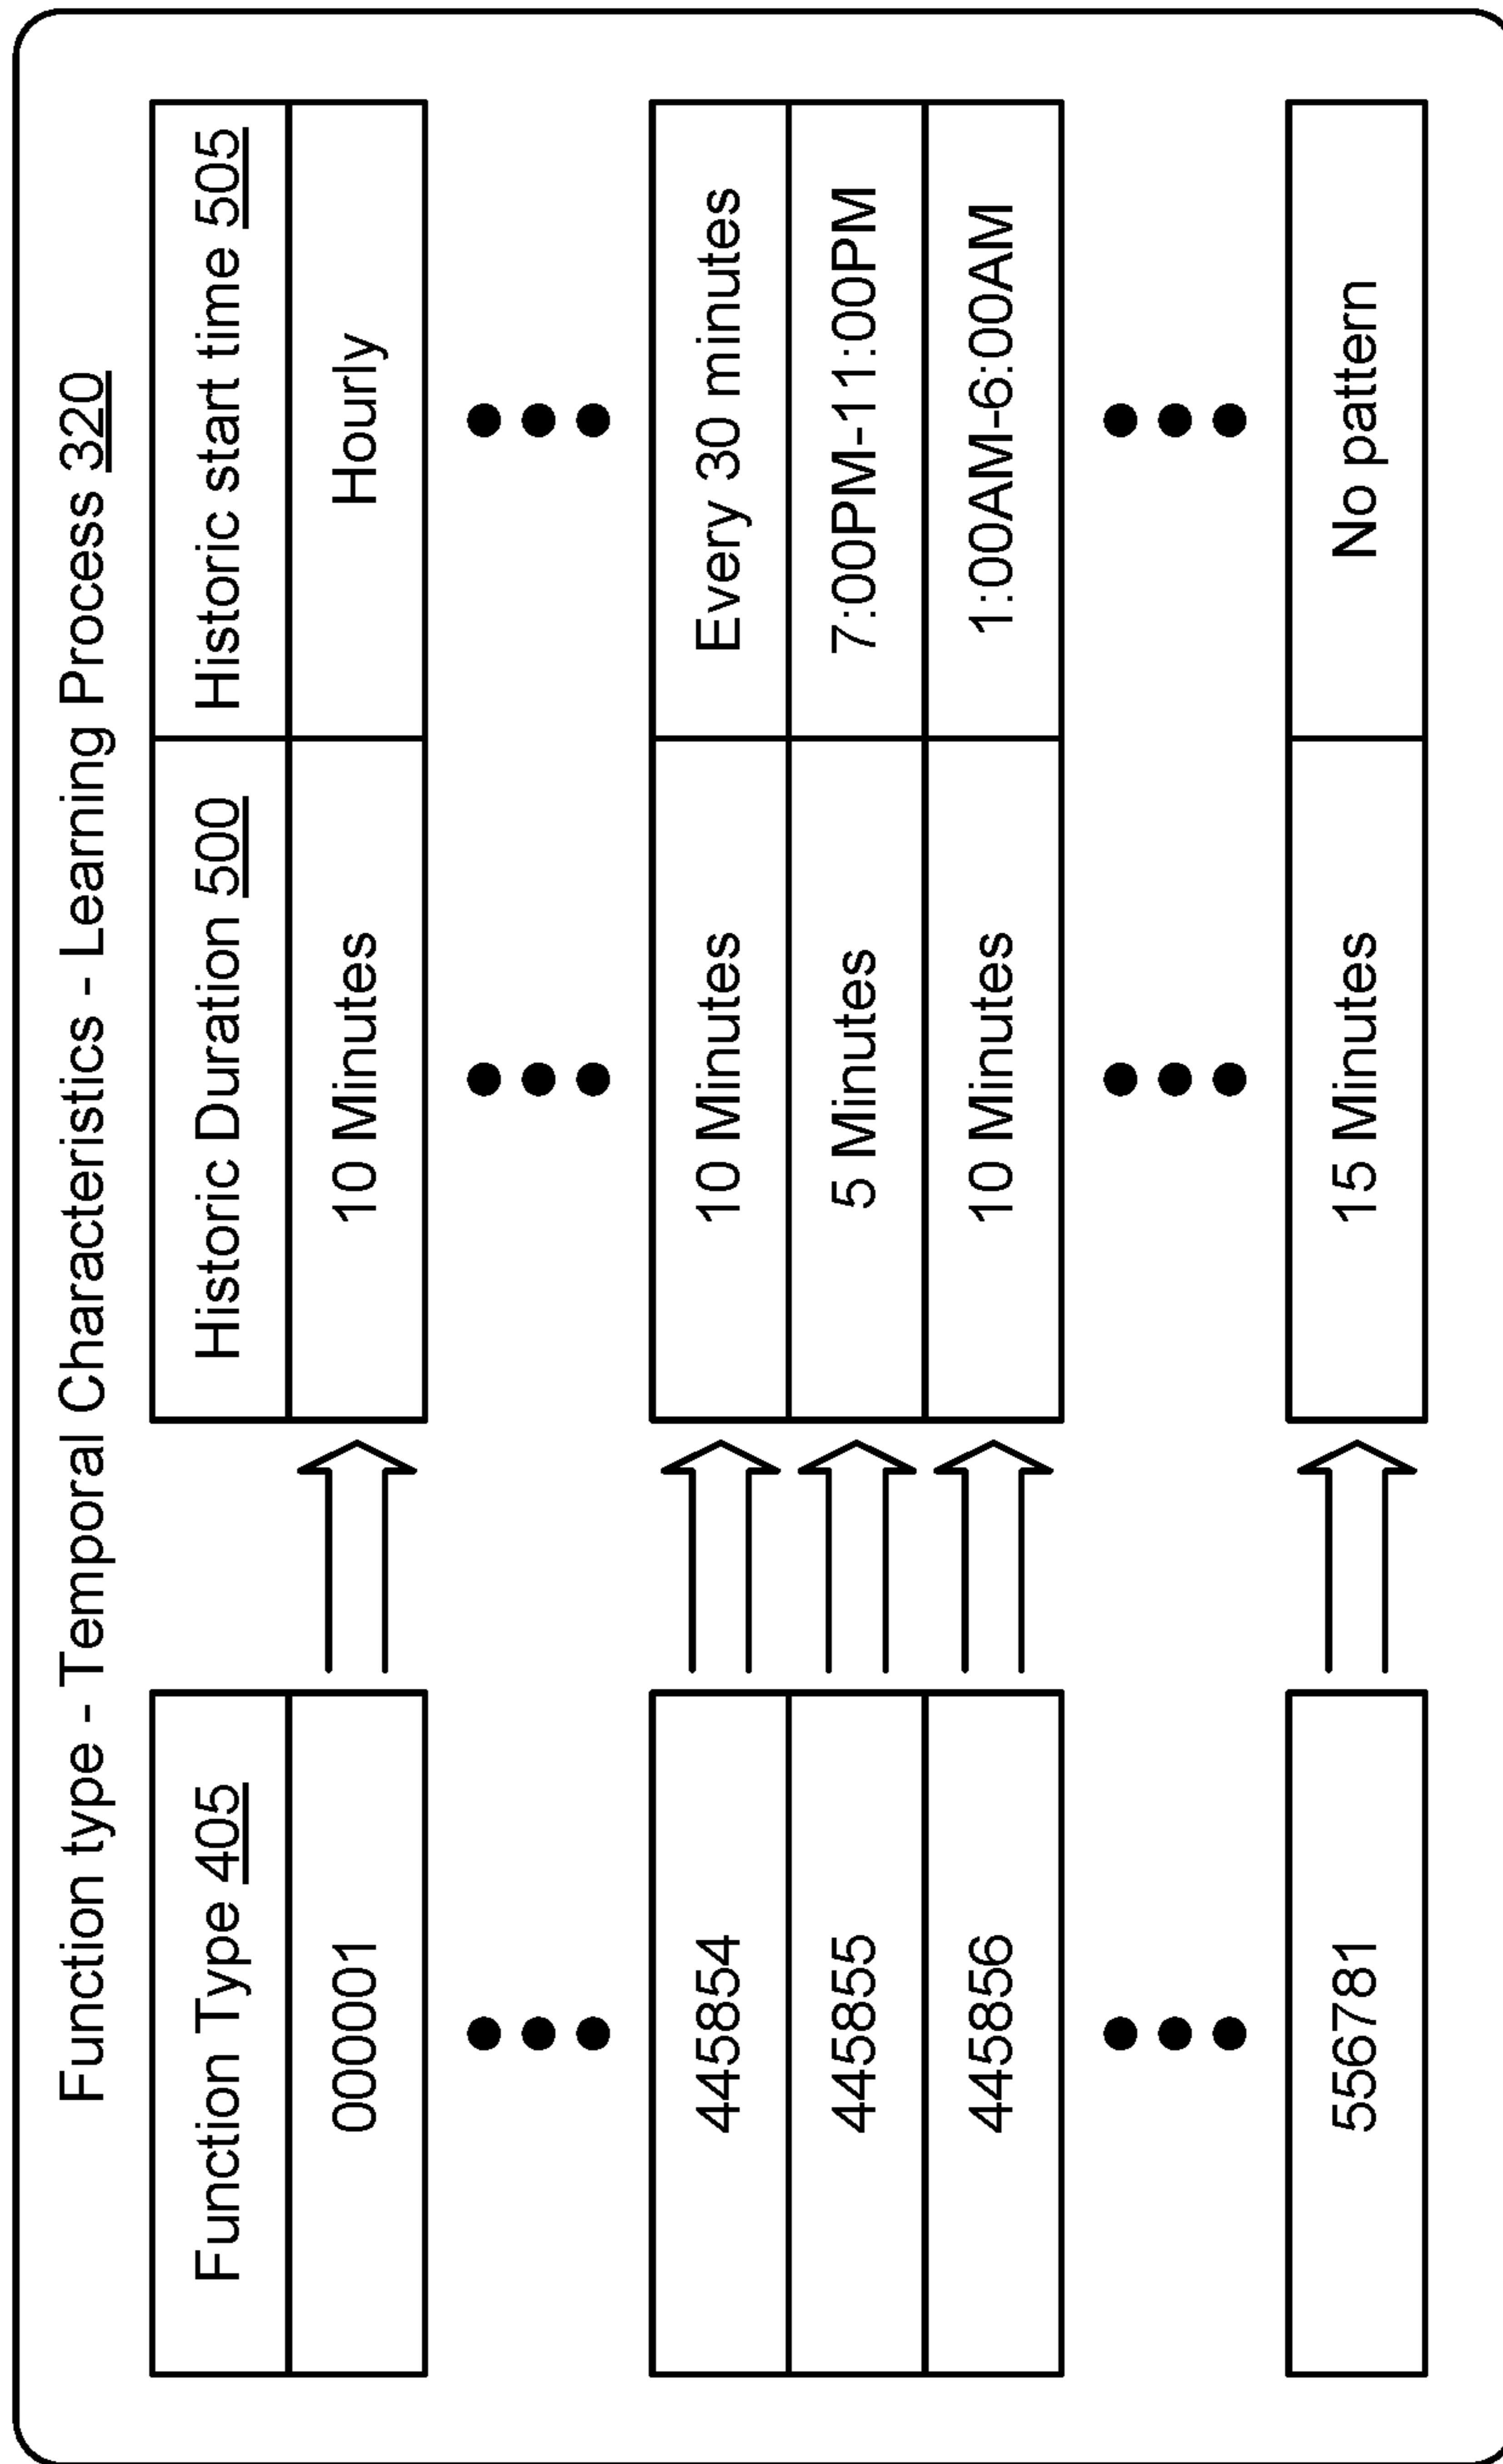 Function type - Temporal Characteristics - Learning Process 320
Function Type 405 Historic Duration 500 Historic start time 505
000001 10 Minutes Hourly
445854 10 Minutes Every 30 minutes
445855 5 Minutes 7:00PM-11:00PM
445856 10 Minutes 1:00AM-6:00AM
556781 15 Minutes No pattern